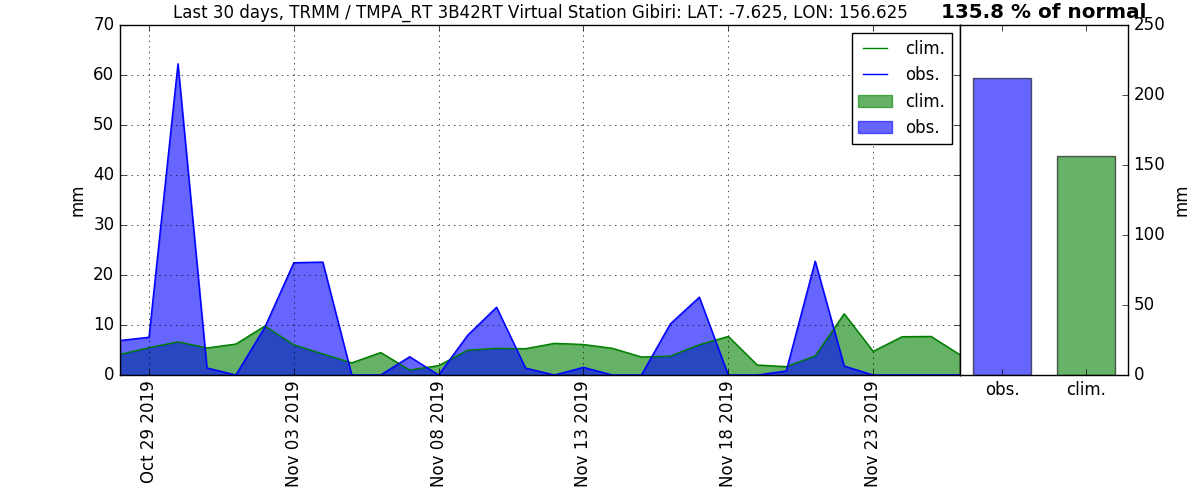 Last 30 days, TRMM / TMPA_RT 3B42RT Virtual Station Gibiri: LAT: -7.625, LON: 156.625
135.8 % of normal
70
60
50
40
30
20
10
0
mm
clim.
obs.
clim.
obs.
Oct 29 2019
Nov 03 2019
Nov 08 2019
Nov 13 2019
Nov 18 2019
Nov 23 2019
250
200
150
100
50
0
mm
obs.
clim.